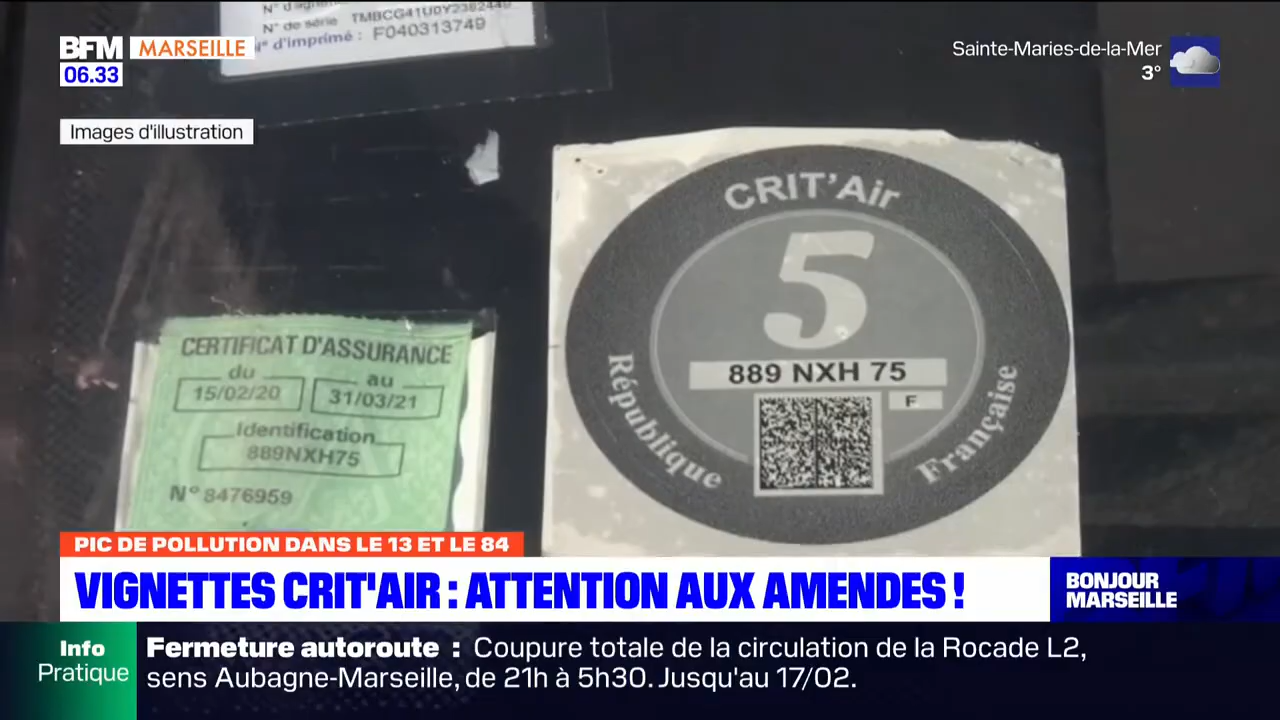 N° de série TMBCG41U0Y2382449
N° d'imprimé : F040313749
BFM MARSEILLE
06.33
Sainte-Maries-de-la-Mer
3°
Images d'illustration
CRIT'Air
5
889 NXH 75
F
République Française
CERTIFICAT D'ASSURANCE
du au
15/02/20 31/03/21
Identification
889NXH75
N° 8476959
PIC DE POLLUTION DANS LE 13 ET LE 84
VIGNETTES CRIT'AIR : ATTENTION AUX AMENDES !
BONJOUR
MARSEILLE
Info
Pratique
Fermeture autoroute : Coupure totale de la circulation de la Rocade L2,
sens Aubagne-Marseille, de 21h à 5h30. Jusqu'au 17/02.